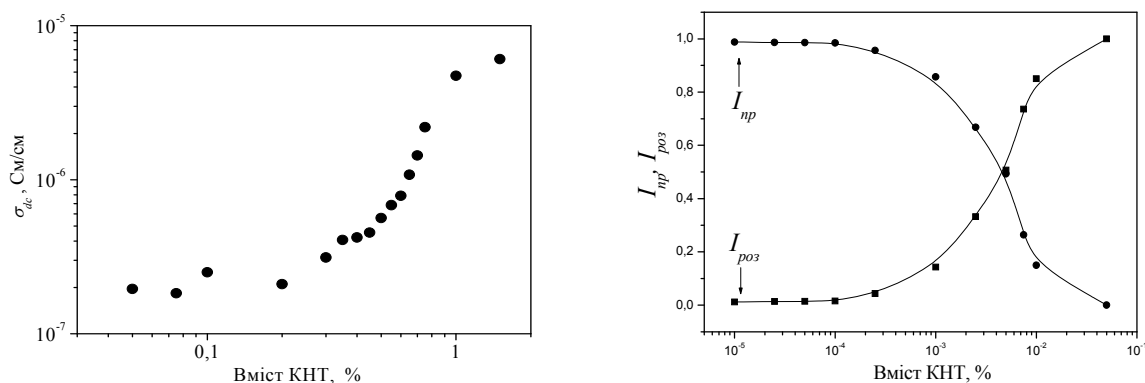 10⁻⁵
10⁻⁶
10⁻⁷
σdc, См/см
0,1
1
Вміст КНТ, %
1,0
0,8
0,6
0,4
0,2
0,0
Iпр, Iроз
Iпр
Iроз
10⁻⁵
10⁻⁴
10⁻³
10⁻²
10⁻¹
Вміст КНТ, %